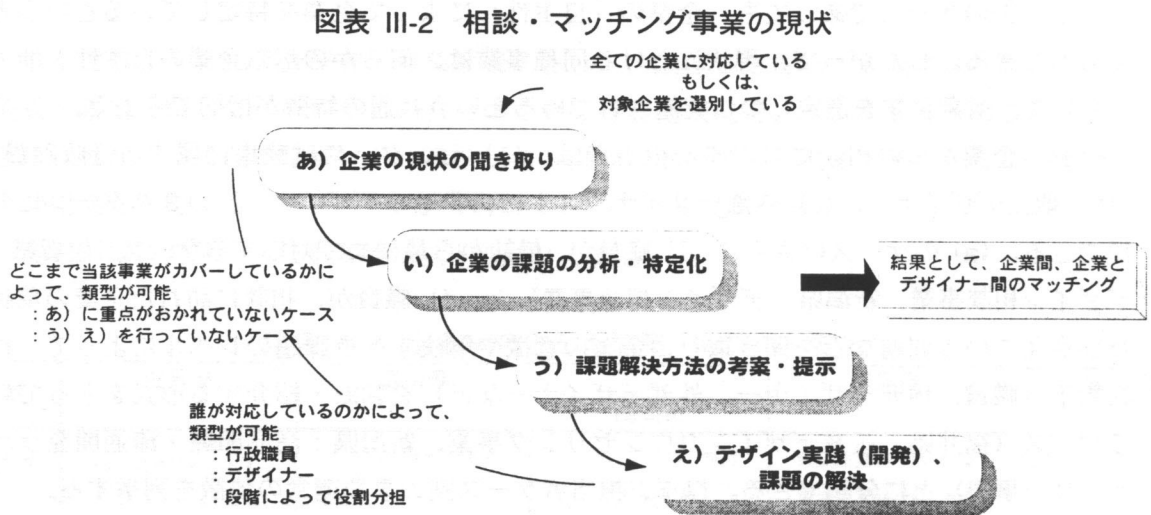 図表 III-2 相談・マッチング事業の現状
全ての企業に対応している
もしくは、
対象企業を選別している
あ）企業の現状の聞き取り
い）企業の課題の分析・特定化
結果として、企業間、企業と
デザイナー間のマッチング
どこまで当該事業がカバーしているかに
よって、類型が可能
：あ）に重点がおかれていないケース
：う）え）を行っていないケース
う）課題解決方法の考案・提示
誰が対応しているのかによって、
類型が可能
：行政職員
：デザイナー
：段階によって役割分担
え）デザイン実践（開発）、
課題の解決